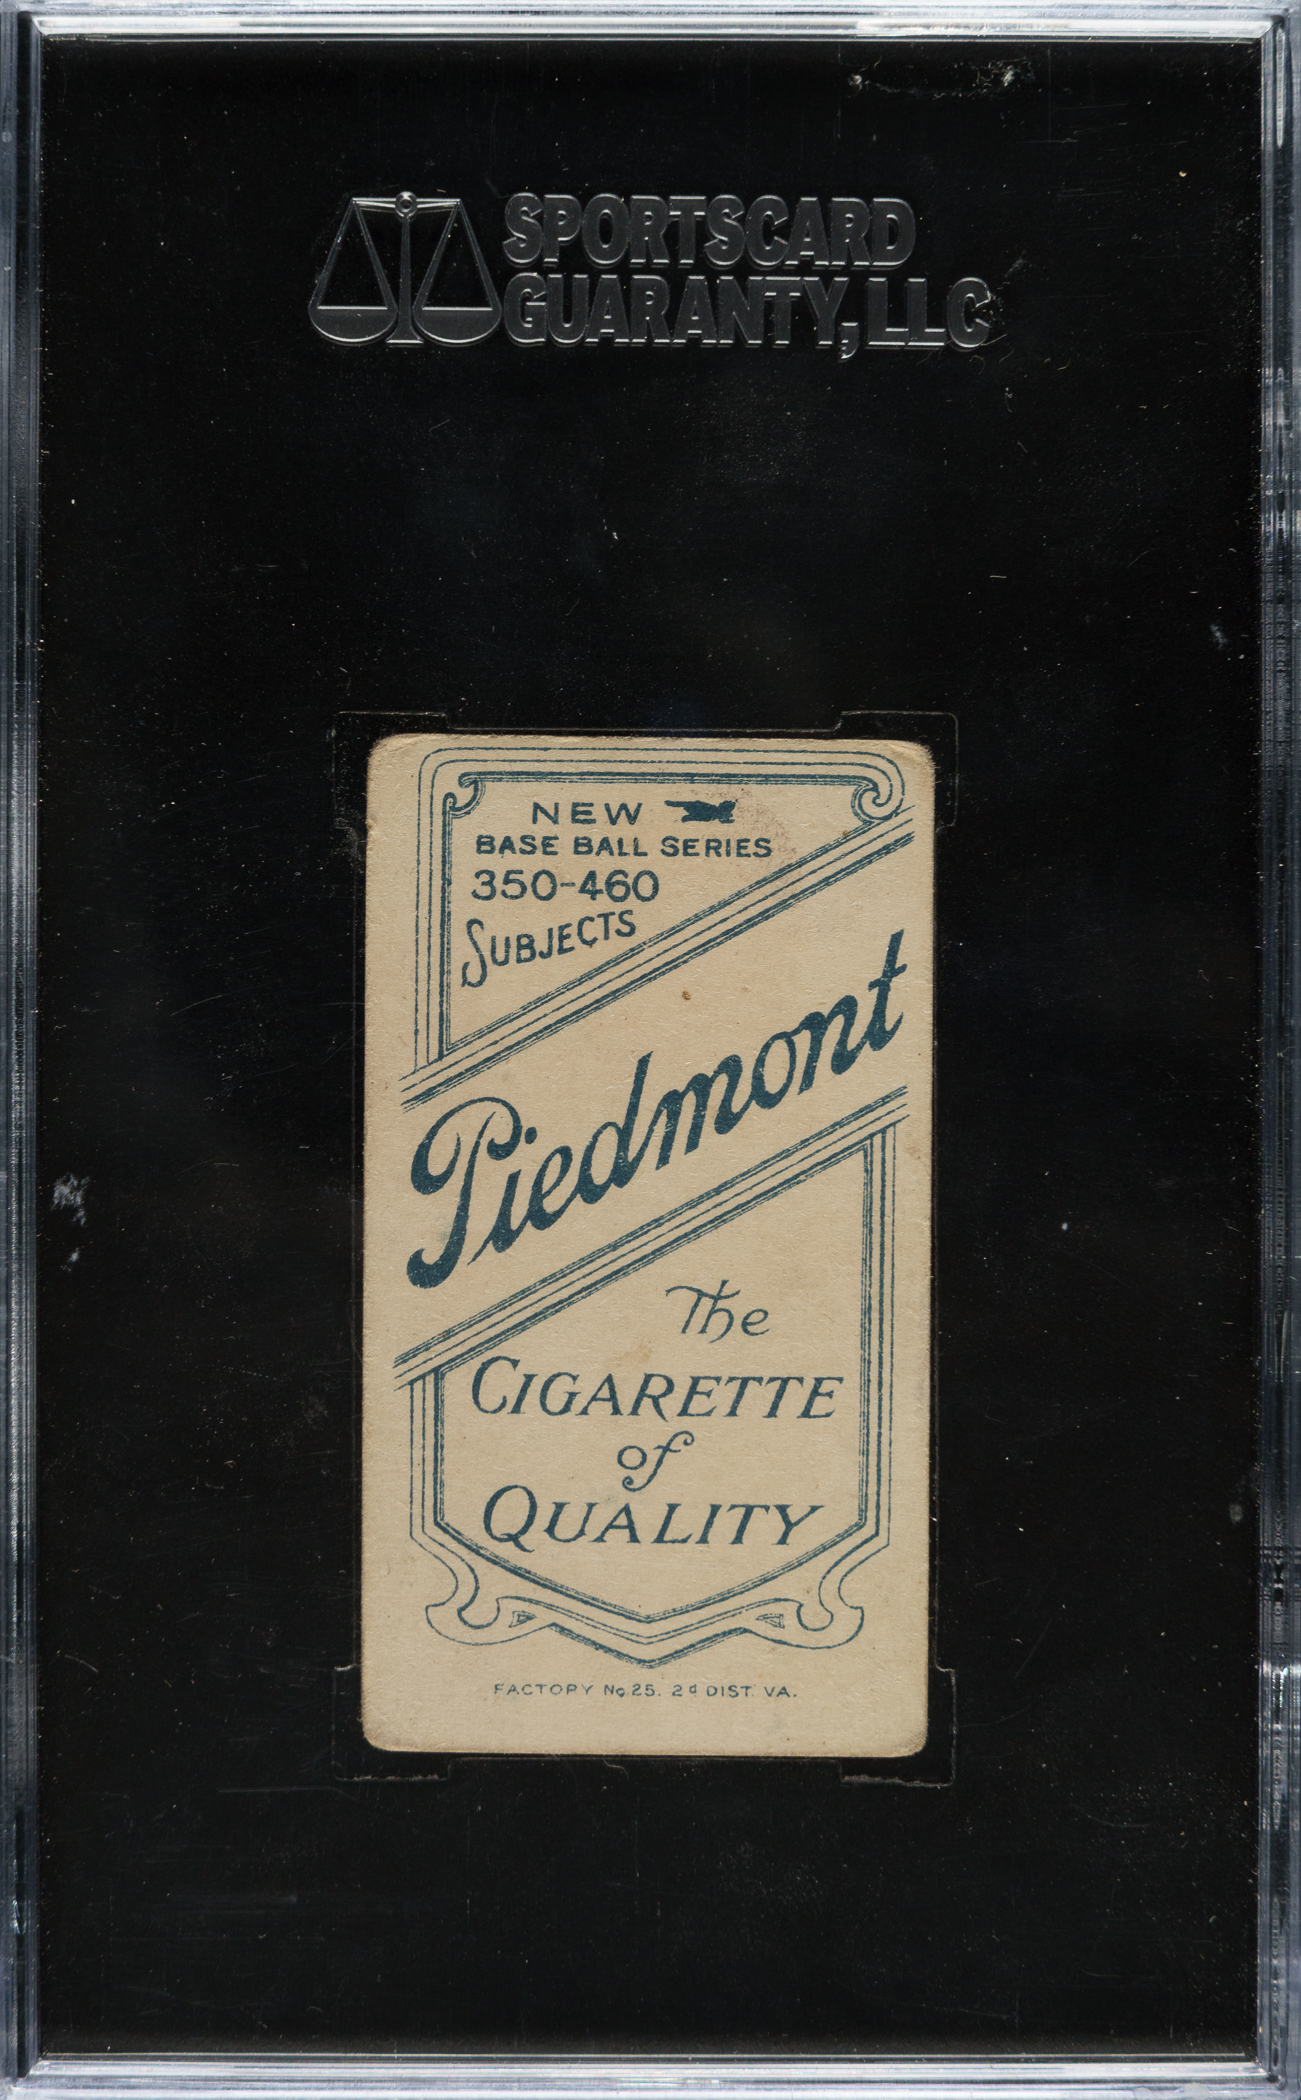 SPORTSCARD
GUARANTY, LLC
NEW
BASE BALL SERIES
350-460
SUBJECTS
Piedmont
The
CIGARETTE
of
QUALITY
FACTORY No 25. 2d DIST. VA.